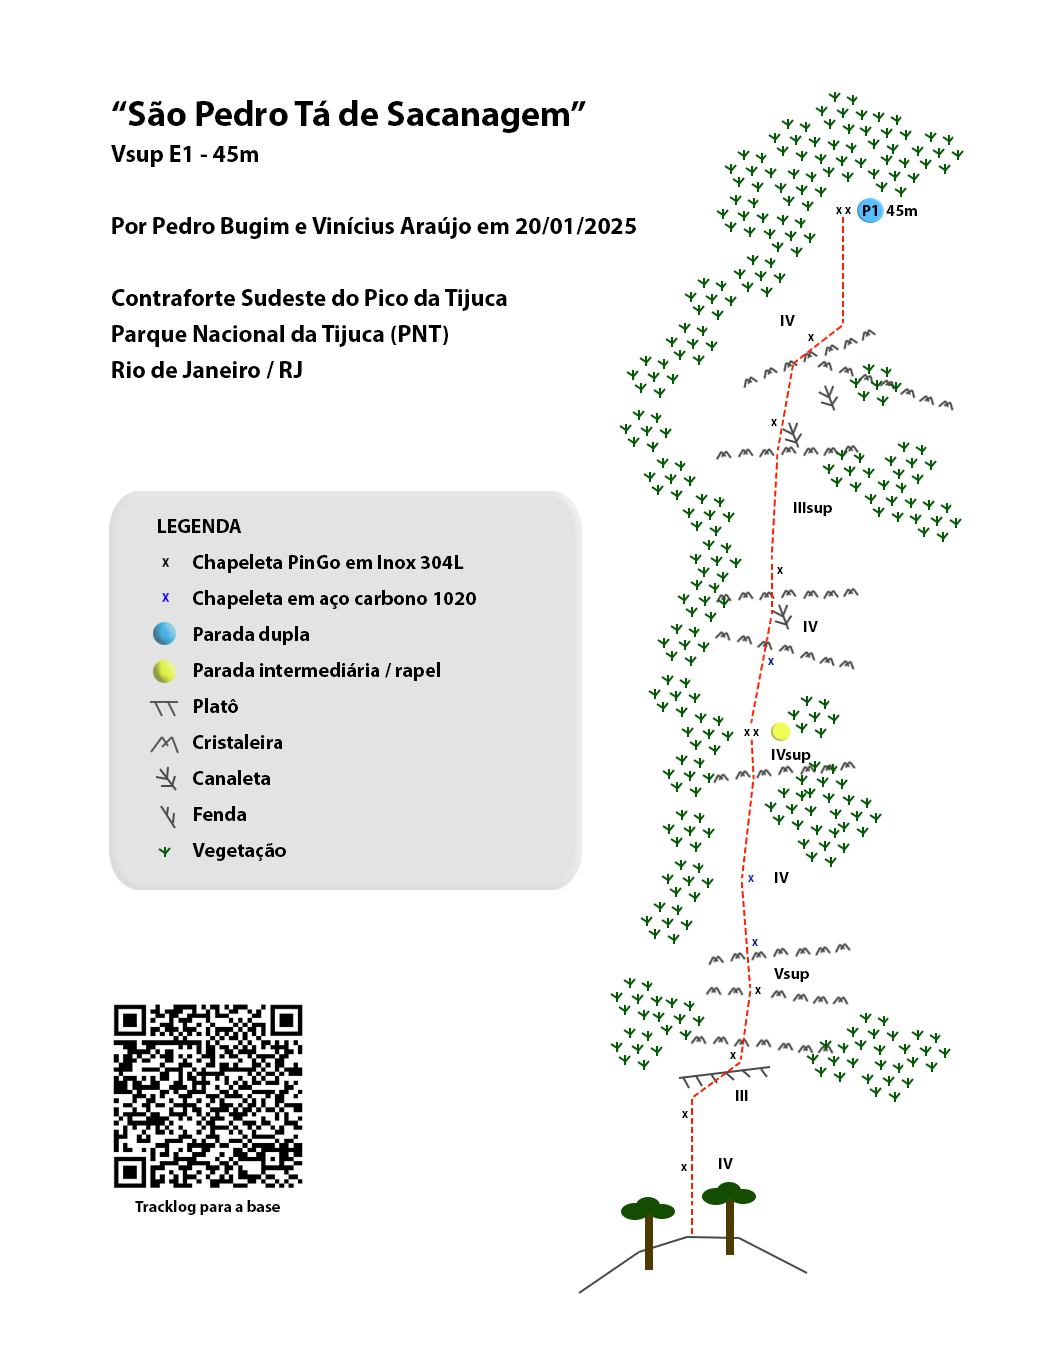 “São Pedro Tá de Sacanagem”
Vsup E1 - 45m
Por Pedro Bugim e Vinícius Araújo em 20/01/2025
Contraforte Sudeste do Pico da Tijuca
Parque Nacional da Tijuca (PNT)
Rio de Janeiro / RJ
LEGENDA
x Chapeleta PinGo em Inox 304L
x Chapeleta em aço carbono 1020
Parada dupla
Parada intermediária / rapel
Platô
Cristaleira
Canaleta
Fenda
Vegetação
Tracklog para a base
x x P1 45m
IV
x
x
IIIsup
x
IV
x
x x
IVsup
x IV
x
Vsup
x
x
III
x
x IV